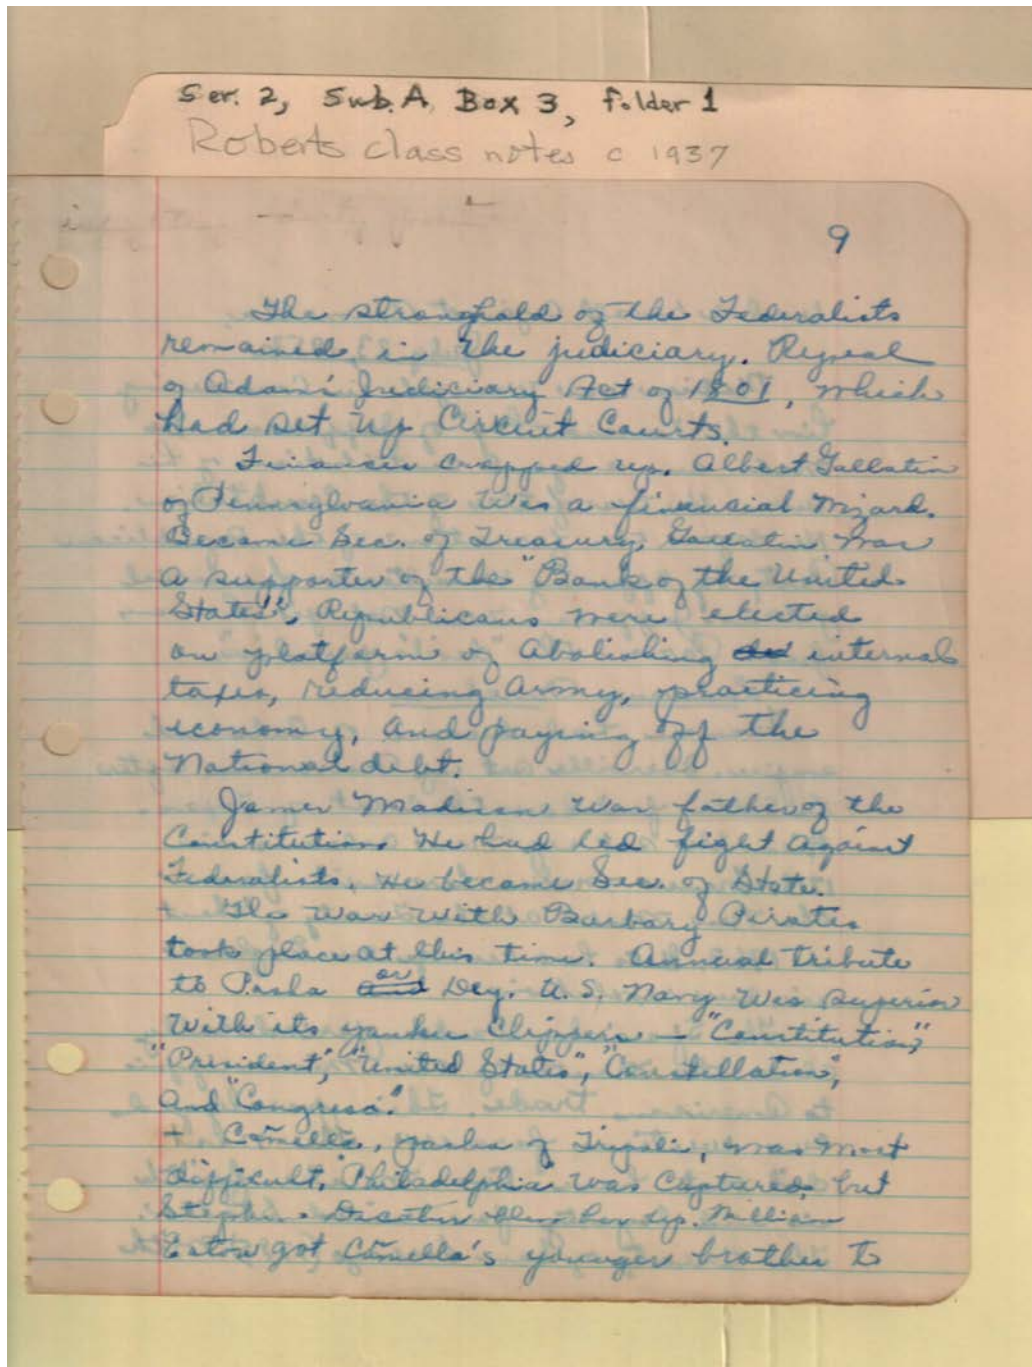 Ser. 2, Sub. A, Box 3, folder 1
Roberts class notes c 1937
9
The stronghold of the Federalists
remained in the judiciary. Repeal
of Adams' Judiciary Act of 1801, which
had set up Circuit Courts.
Finances cropped up. Albert Gallatin
of Pennsylvania was a financial wizard.
Became Sec. of Treasury. Gallatin was
a supporter of the "Bank of the United
States". Republicans were elected
on platform of abolishing internal
taxes, reducing army, practicing
economy, and paying off the
National debt.
James Madison was father of the
Constitution. He had led fight against
Federalists. He became Sec. of State.
+ The war with Barbary Pirates
took place at this time. Annual tribute
to Pasha and or Dey. U.S. Navy was superior
with its yankee Clippers - "Constitution",
"President", "United States", "Constellation",
and "Congress."
+ Camella, pasha of Tripoli, was most
difficult. "Philadelphia" was captured, but
Stephen Decatur blew her up. William
Eaton got Camella's younger brother to